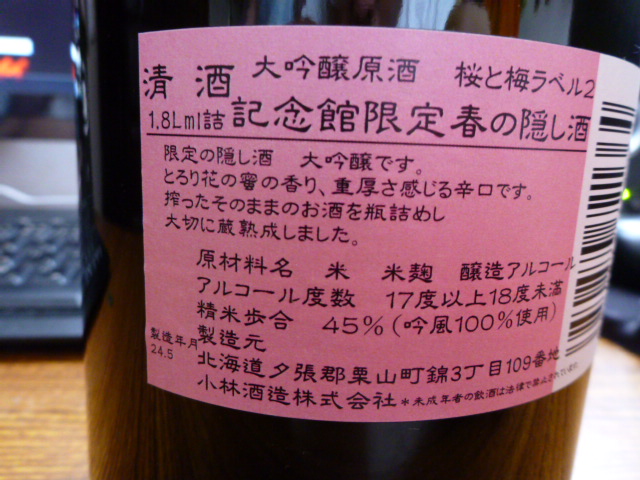 清酒 大吟醸原酒 桜と梅ラベル2
1.8Lml詰 記念館限定春の隠し酒
限定の隠し酒 大吟醸です。
とろり花の蜜の香り、重厚さ感じる辛口です。
搾ったそのままのお酒を瓶詰めし
大切に蔵熟成しました。
原材料名 米 米麹 醸造アルコール
アルコール度数 17度以上18度未満
精米歩合 45%(吟風100%使用)
製造年月 製造元
24.5 北海道夕張郡栗山町錦3丁目109番地
小林酒造株式会社 *未成年者の飲酒は法律で禁止されています。